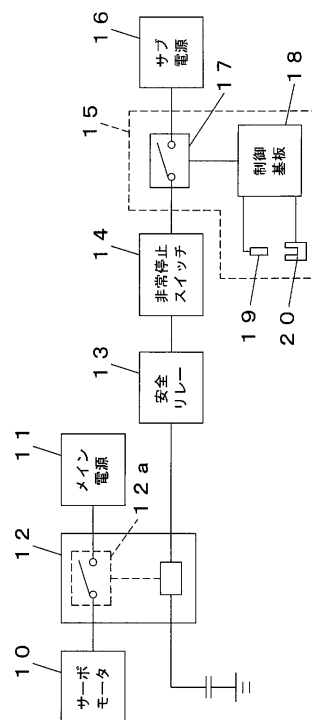 10
サーボ
モータ
12
12a
11
メイン
電源
13
安全
リレー
14
非常停止
スイッチ
15
17
16
サブ
電源
18
制御
基板
19
20